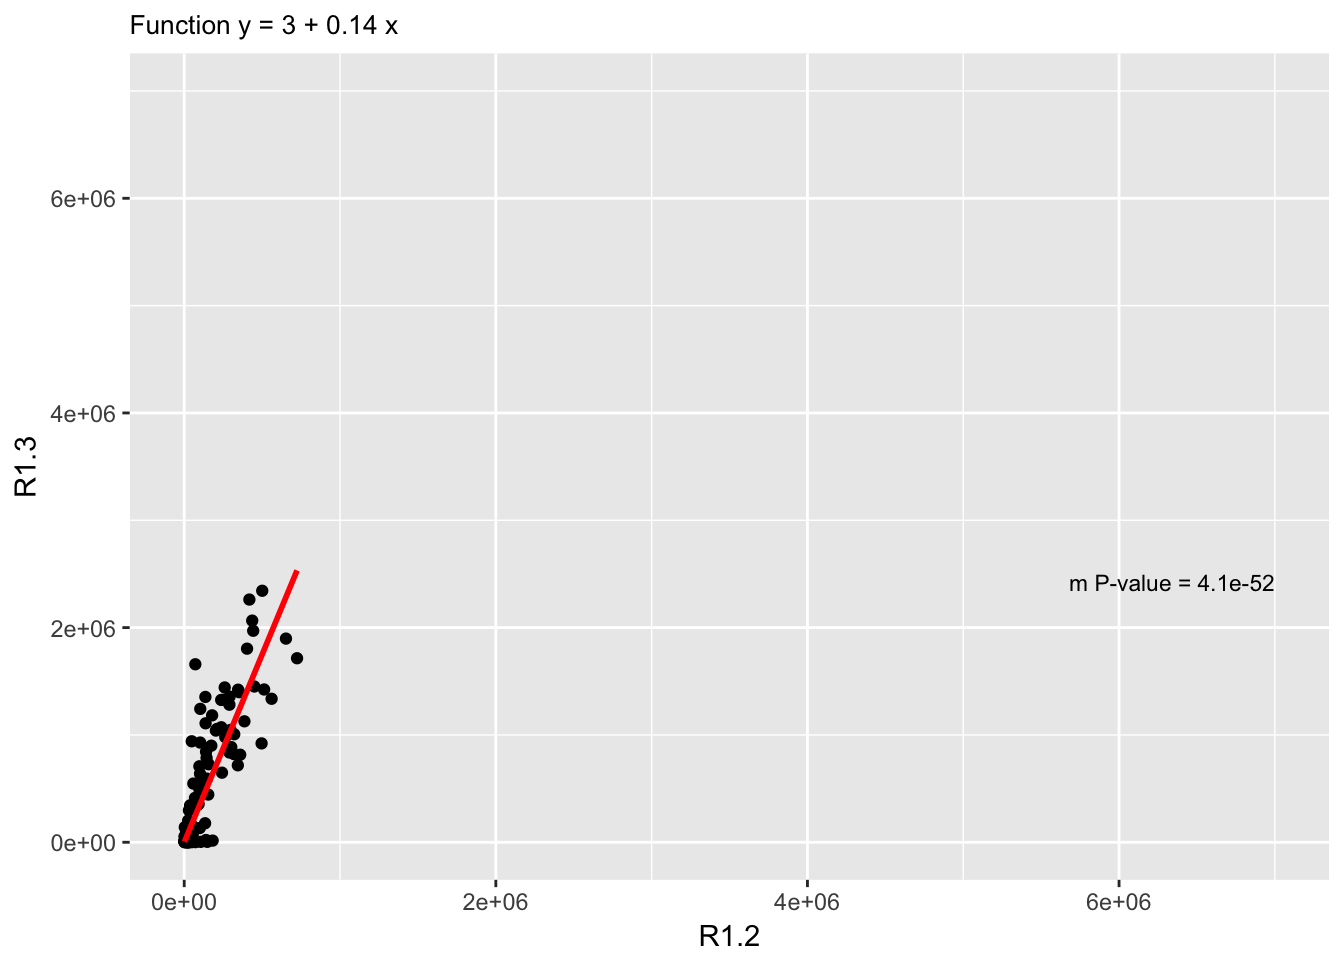 Function y = 3 + 0.14 x
6e+06
4e+06
2e+06
0e+00
R1.3
m P-value = 4.1e-52
0e+00 2e+06 4e+06 6e+06
R1.2